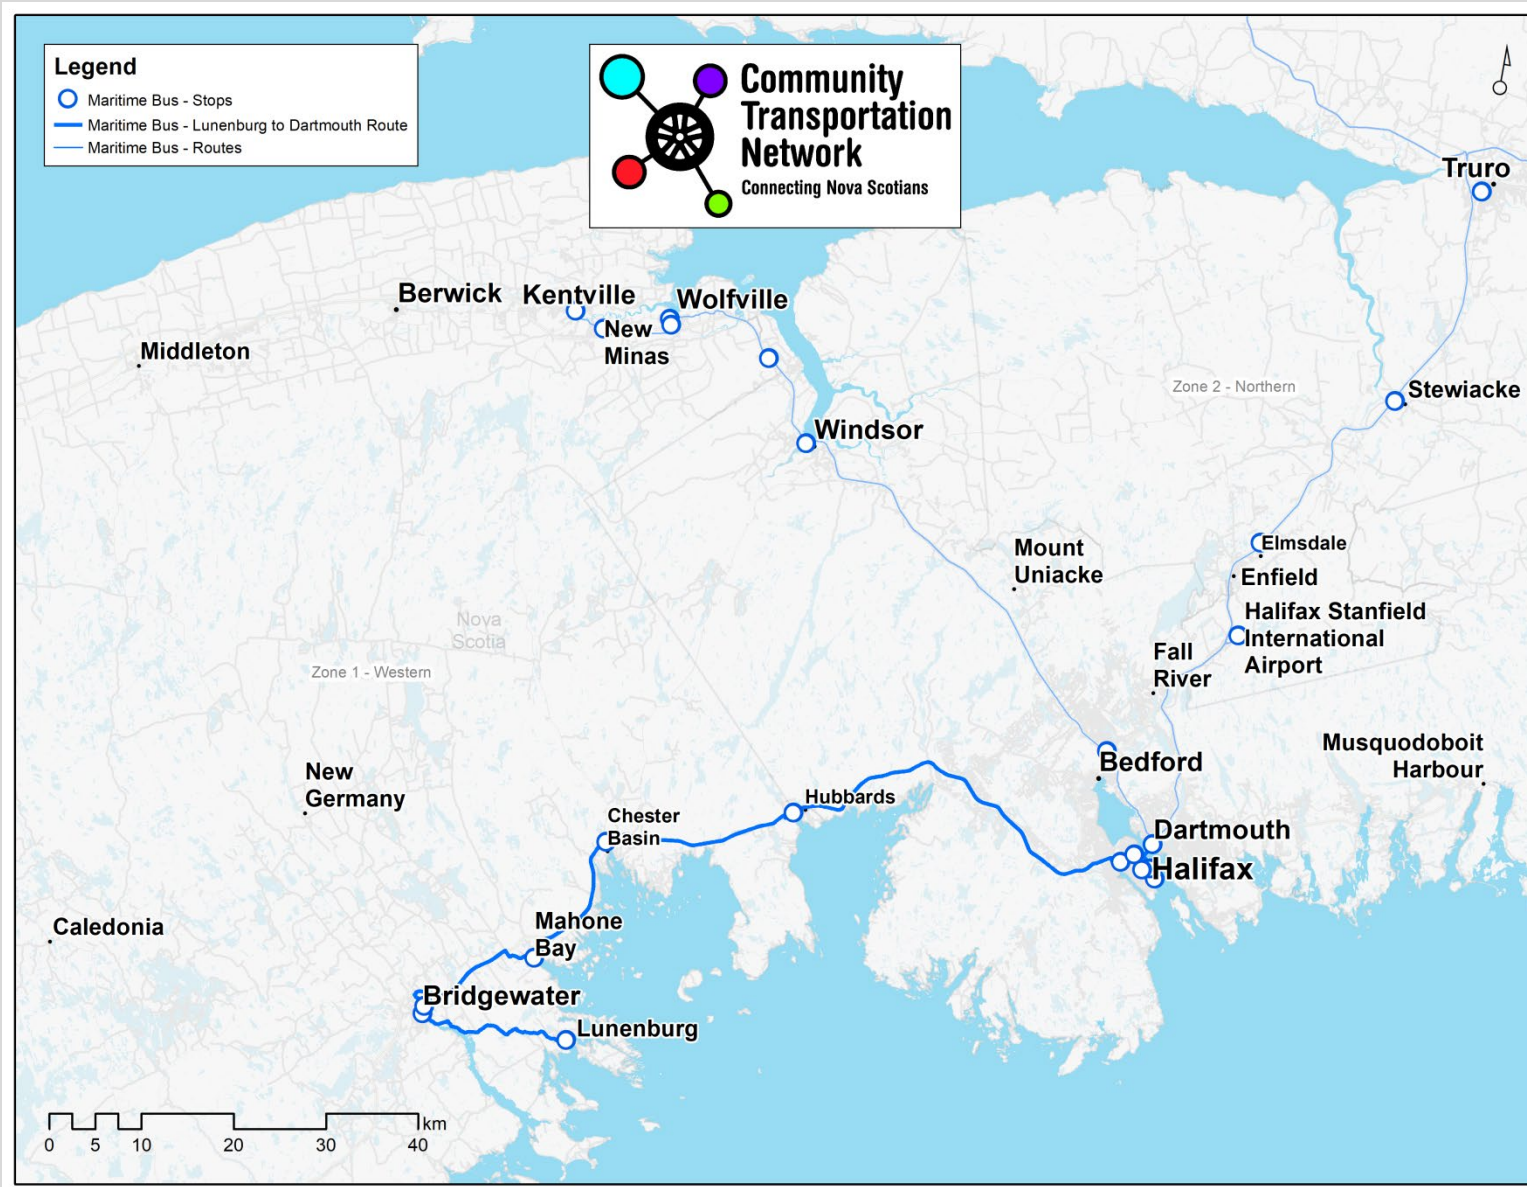 Legend
Maritime Bus - Stops
Maritime Bus - Lunenburg to Dartmouth Route
Maritime Bus - Routes
Community
Transportation
Network
Connecting Nova Scotians
Truro
Berwick
Kentville
Wolfville
New
Minas
Middleton
Zone 2 - Northern
Stewiacke
Windsor
Mount
Uniacke
Elmsdale
Enfield
Halifax Stanfield
International
Airport
Nova
Scotia
Zone 1 - Western
Fall
River
Bedford
Musquodoboit
Harbour
New
Germany
Hubbards
Chester
Basin
Dartmouth
Halifax
Mahone
Bay
Caledonia
Bridgewater
Lunenburg
km
0 5 10 20 30 40